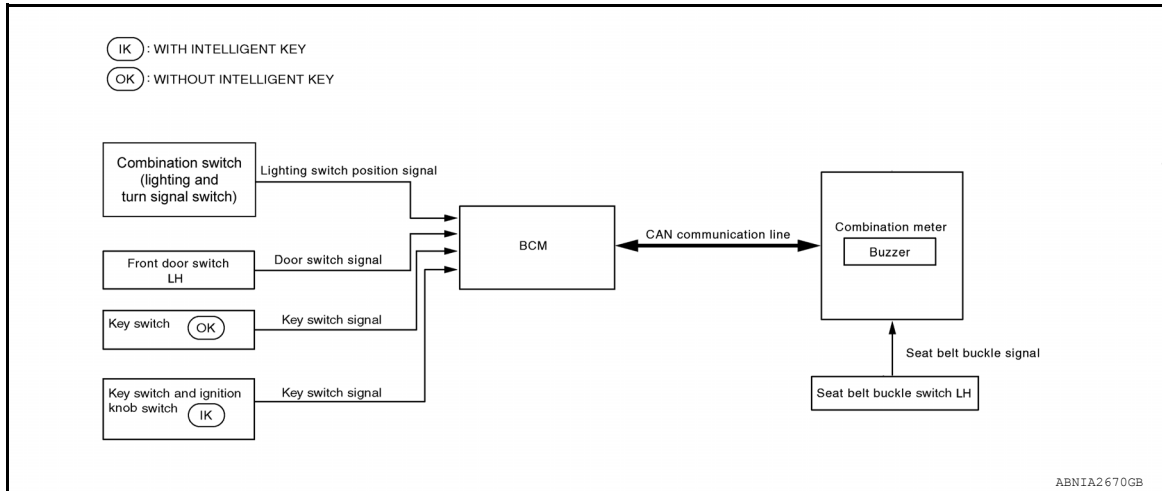 IK : WITH INTELLIGENT KEY
OK : WITHOUT INTELLIGENT KEY
Combination switch
(lighting and
turn signal switch)
Lighting switch position signal
Front door switch
LH
Door switch signal
Key switch OK
Key switch signal
Key switch and ignition
knob switch IK
Key switch signal
BCM
CAN communication line
Combination meter
Buzzer
Seat belt buckle signal
Seat belt buckle switch LH
ABNIA2670GB